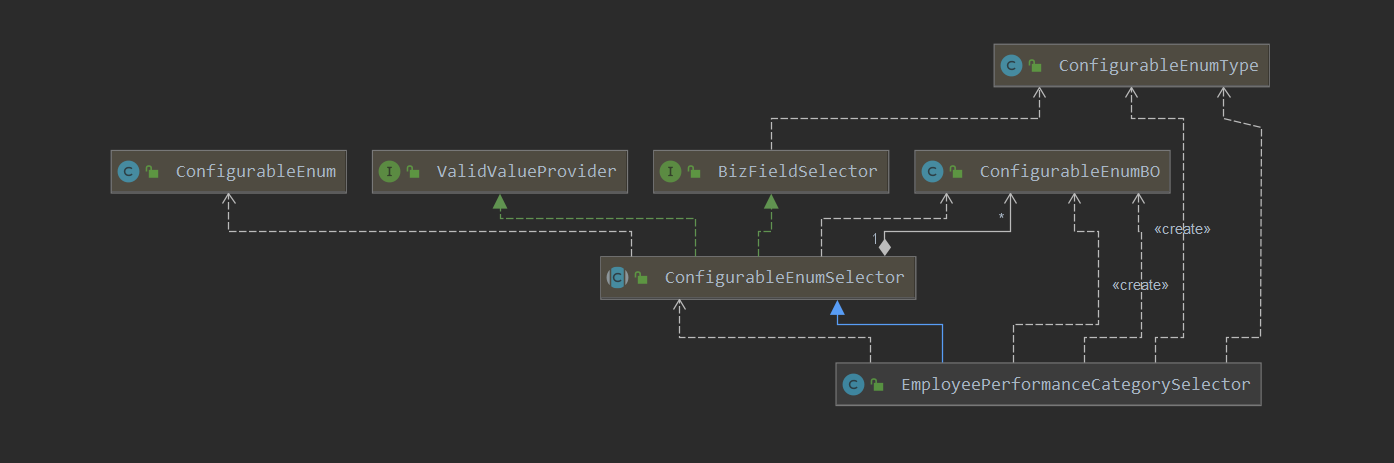 C ConfigurableEnumType
C ConfigurableEnum
I ValidValueProvider
I BizFieldSelector
C ConfigurableEnumBO
*
«create»
1
C ConfigurableEnumSelector
«create»
C EmployeePerformanceCategorySelector